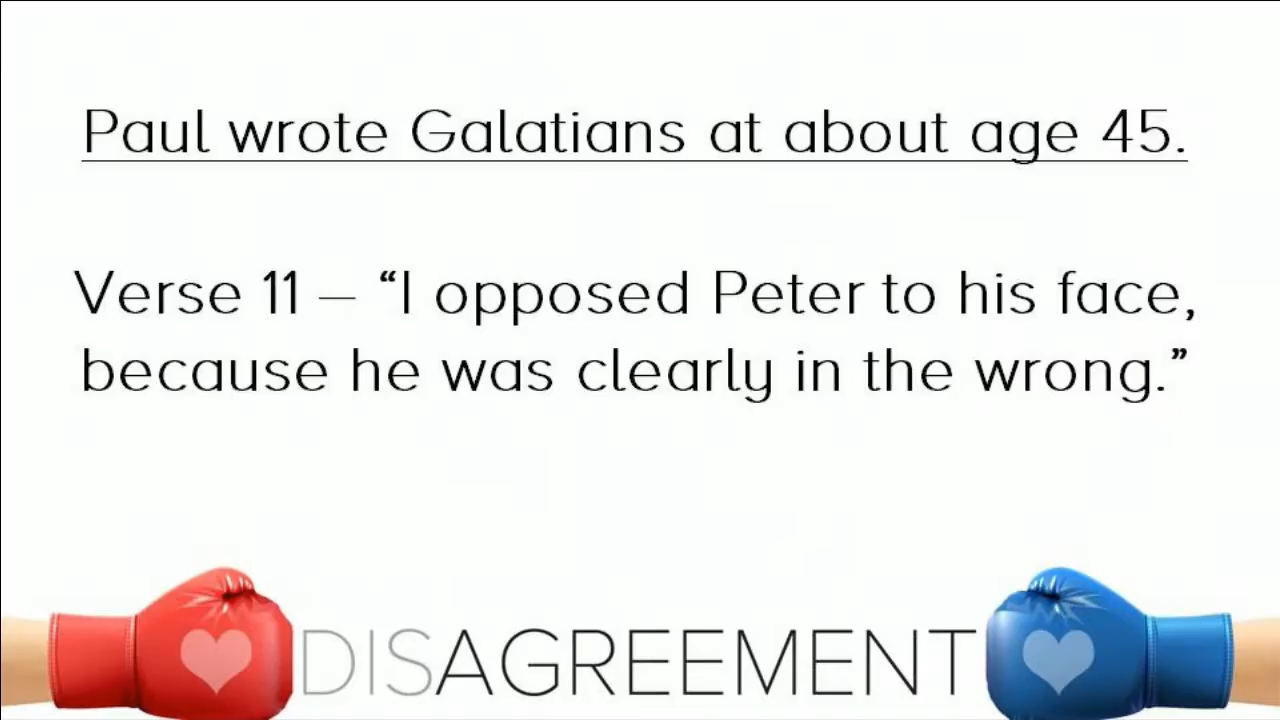 Paul wrote Galatians at about age 45.
Verse 11 – “I opposed Peter to his face,
because he was clearly in the wrong.”
DISAGREEMENT